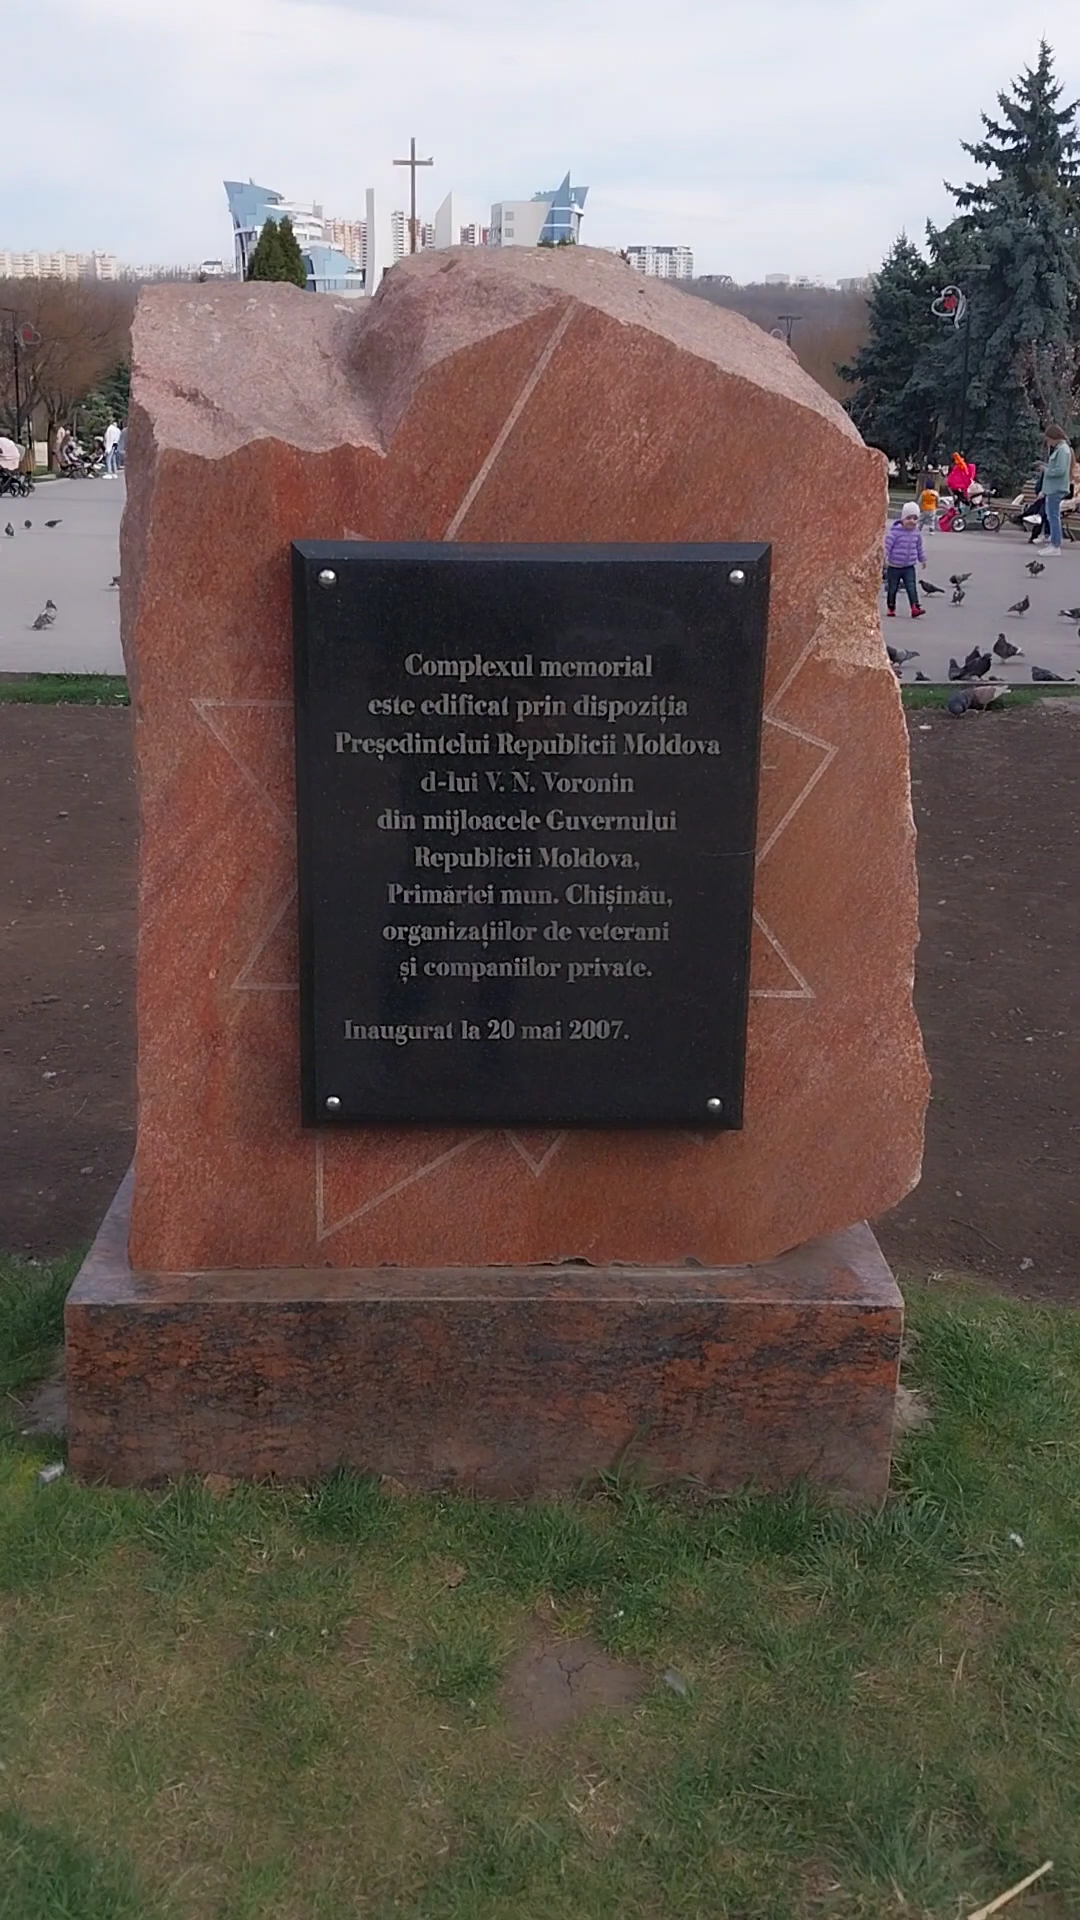 Complexul memorial
este edificat prin dispoziția
Președintelui Republicii Moldova
d-lui V. N. Voronin
din mijloacele Guvernului
Republicii Moldova,
Primăriei mun. Chișinău,
organizațiilor de veterani
și companiilor private.
Inaugurat la 20 mai 2007.